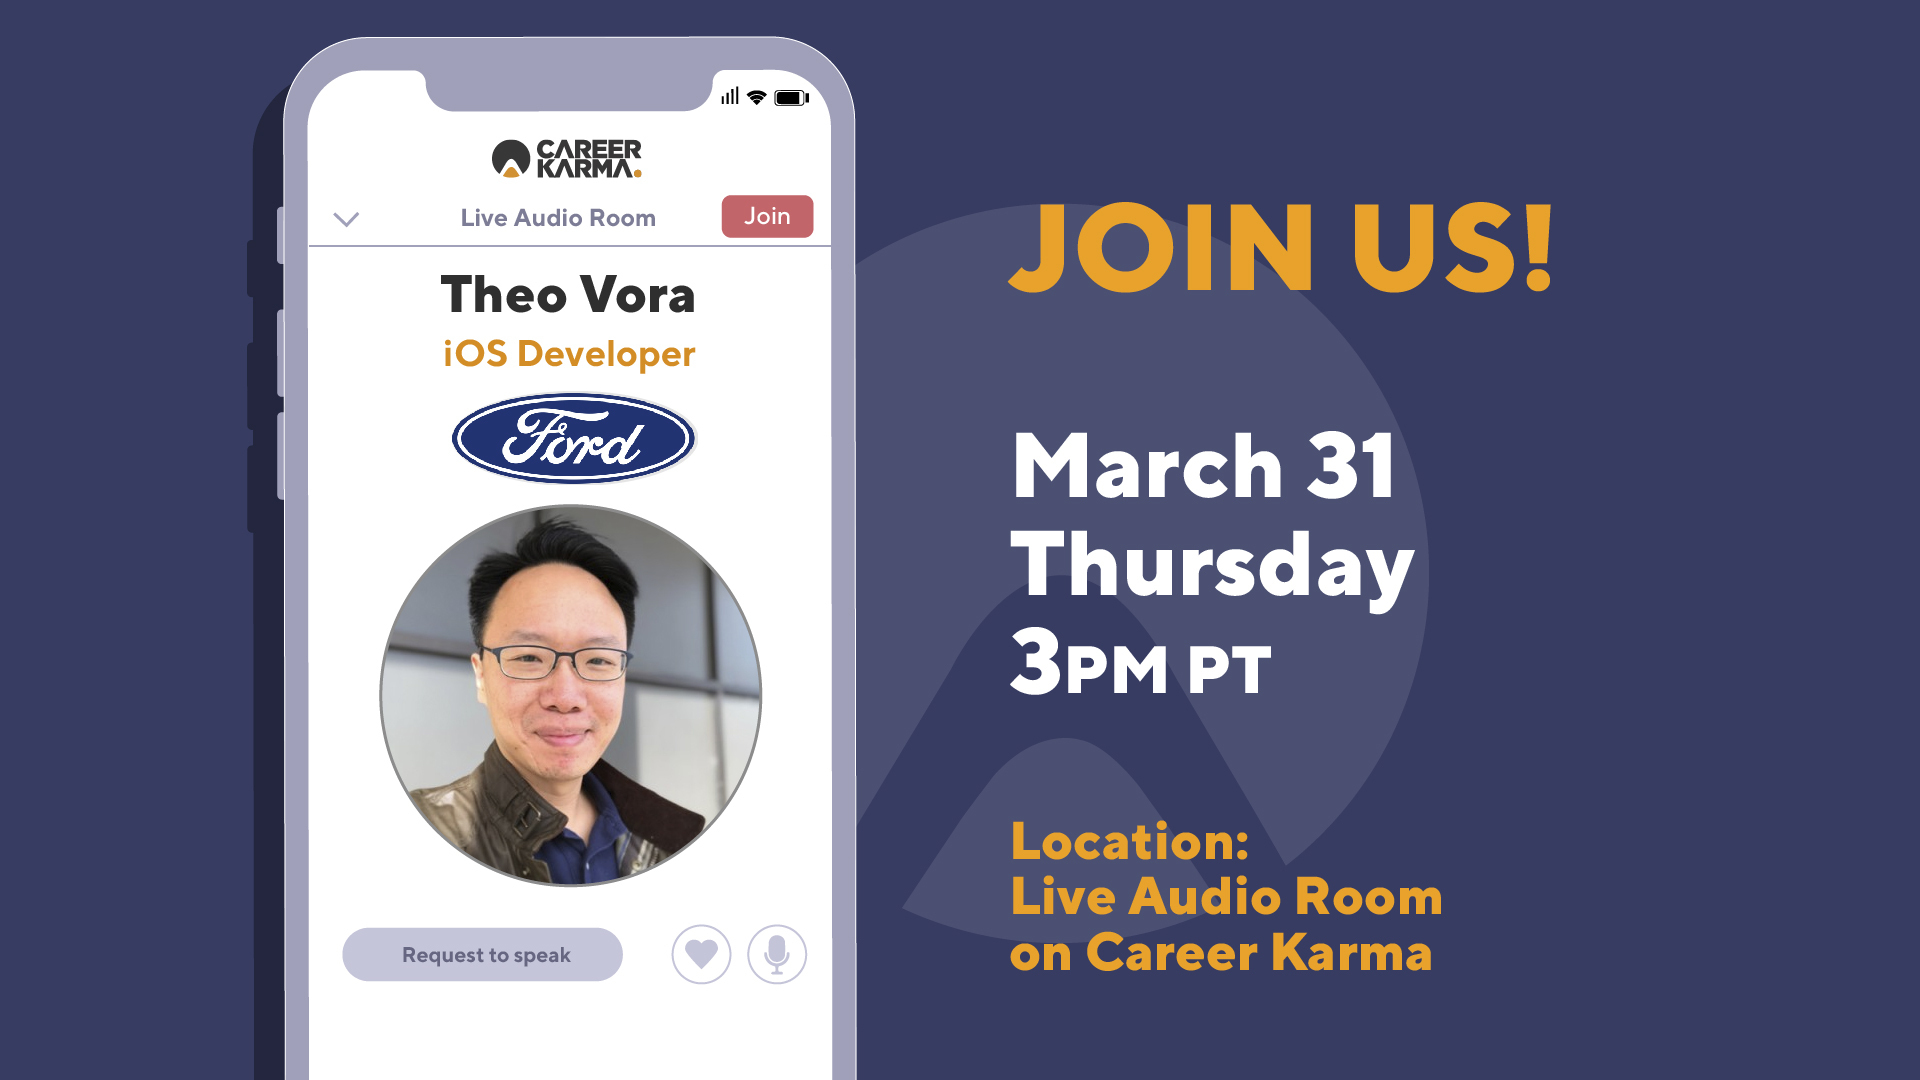 CAREER
KARMA.
Live Audio Room
Join
Theo Vora
iOS Developer
Ford
Request to speak
JOIN US!
March 31
Thursday
3PM PT
Location:
Live Audio Room
on Career Karma